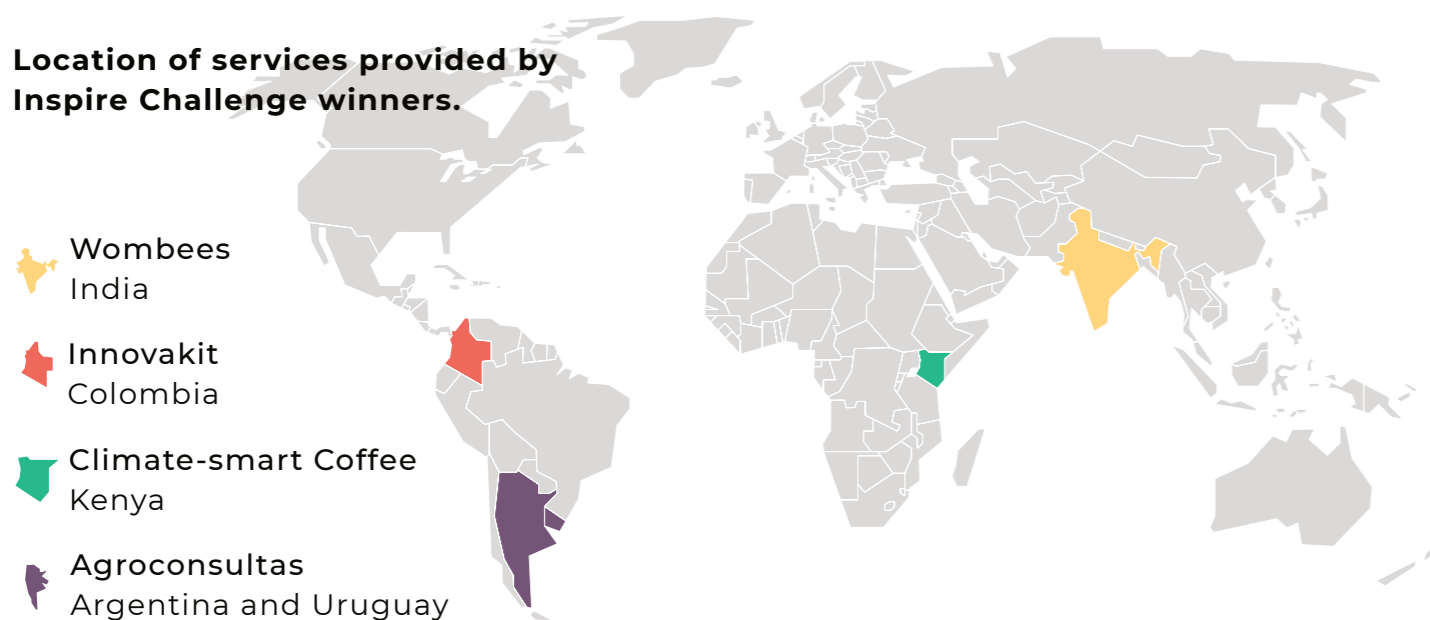 Location of services provided by
Inspire Challenge winners.
Wombees
India
Innovakit
Colombia
Climate-smart Coffee
Kenya
Agroconsultas
Argentina and Uruguay